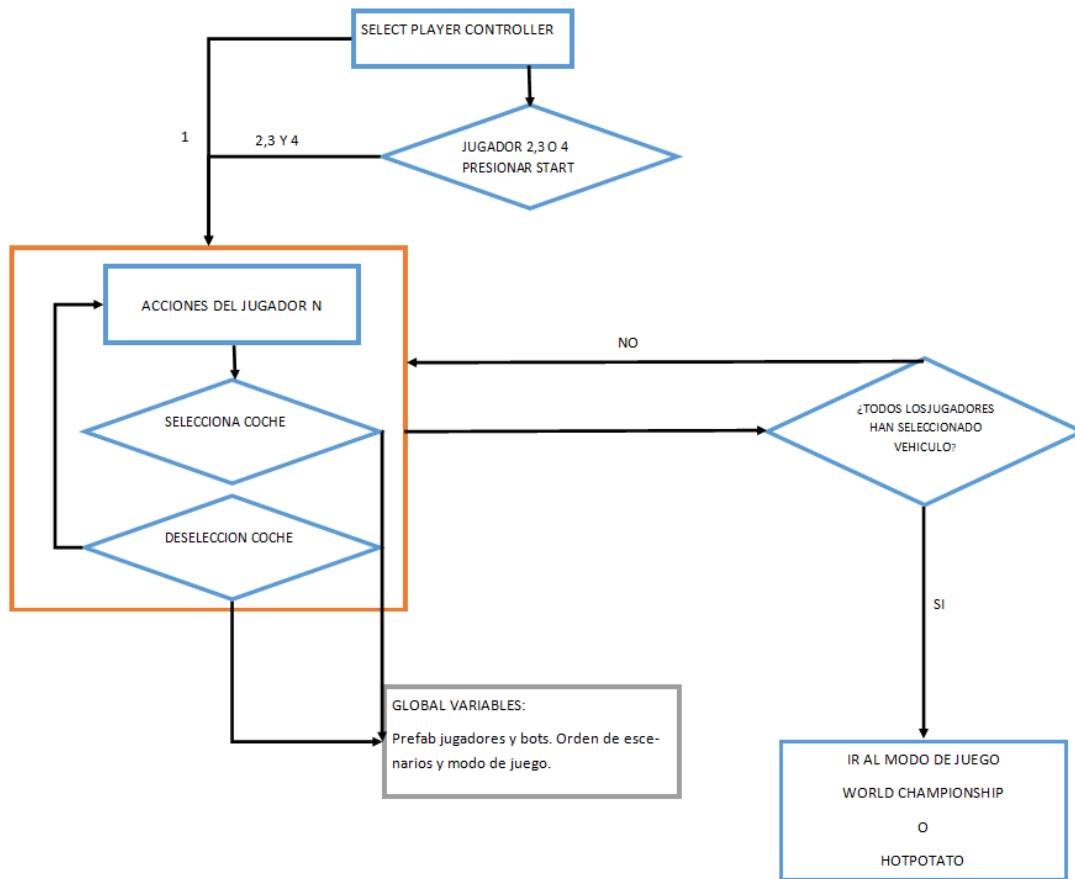 SELECT PLAYER CONTROLLER
1
2,3 Y 4
JUGADOR 2,3 O 4
PRESIONAR START
ACCIONES DEL JUGADOR N
NO
SELECCIONA COCHE
¿TODOS LOSJUGADORES
HAN SELECCIONADO
VEHICULO?
DESELECCION COCHE
SI
GLOBAL VARIABLES:
Prefab jugadores y bots. Orden de esce-
narios y modo de juego.
IR AL MODO DE JUEGO
WORLD CHAMPIONSHIP
O
HOTPOTATO